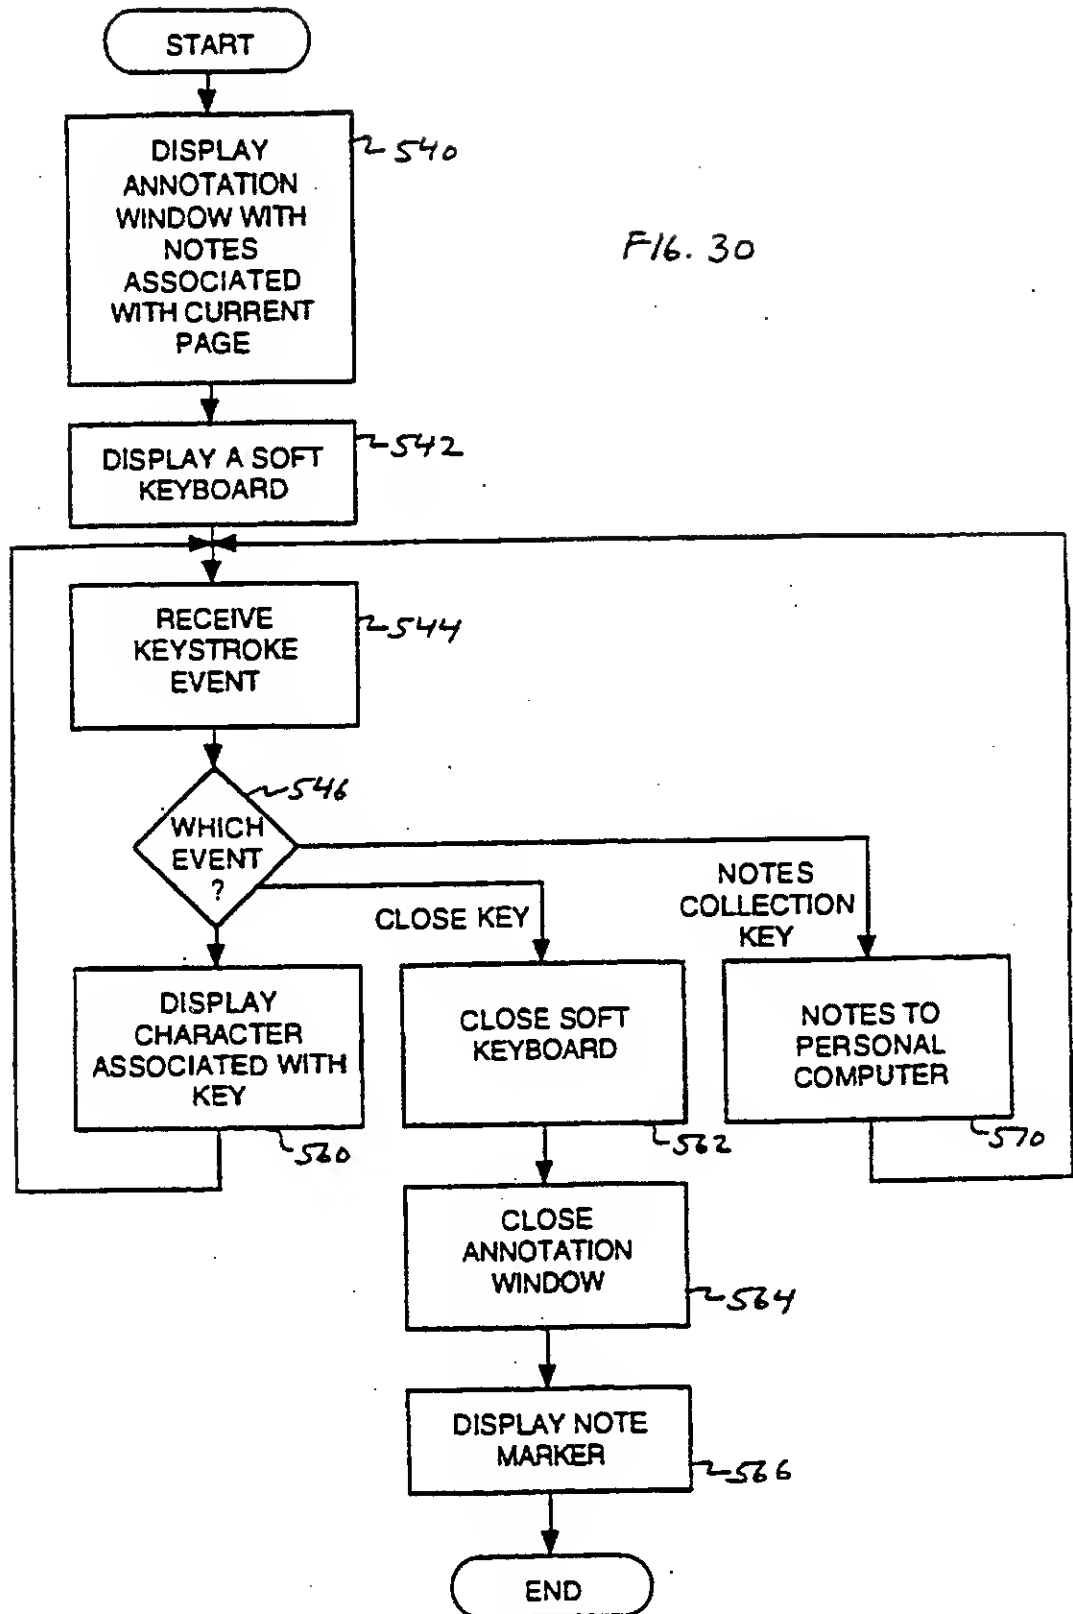 START
DISPLAY
ANNOTATION
WINDOW WITH
NOTES
ASSOCIATED
WITH CURRENT
PAGE
540
FIG. 30
DISPLAY A SOFT
KEYBOARD
542
RECEIVE
KEYSTROKE
EVENT
544
WHICH
EVENT
?
546
CLOSE KEY
NOTES
COLLECTION
KEY
DISPLAY
CHARACTER
ASSOCIATED WITH
KEY
560
CLOSE SOFT
KEYBOARD
562
NOTES TO
PERSONAL
COMPUTER
570
CLOSE
ANNOTATION
WINDOW
564
DISPLAY NOTE
MARKER
566
END